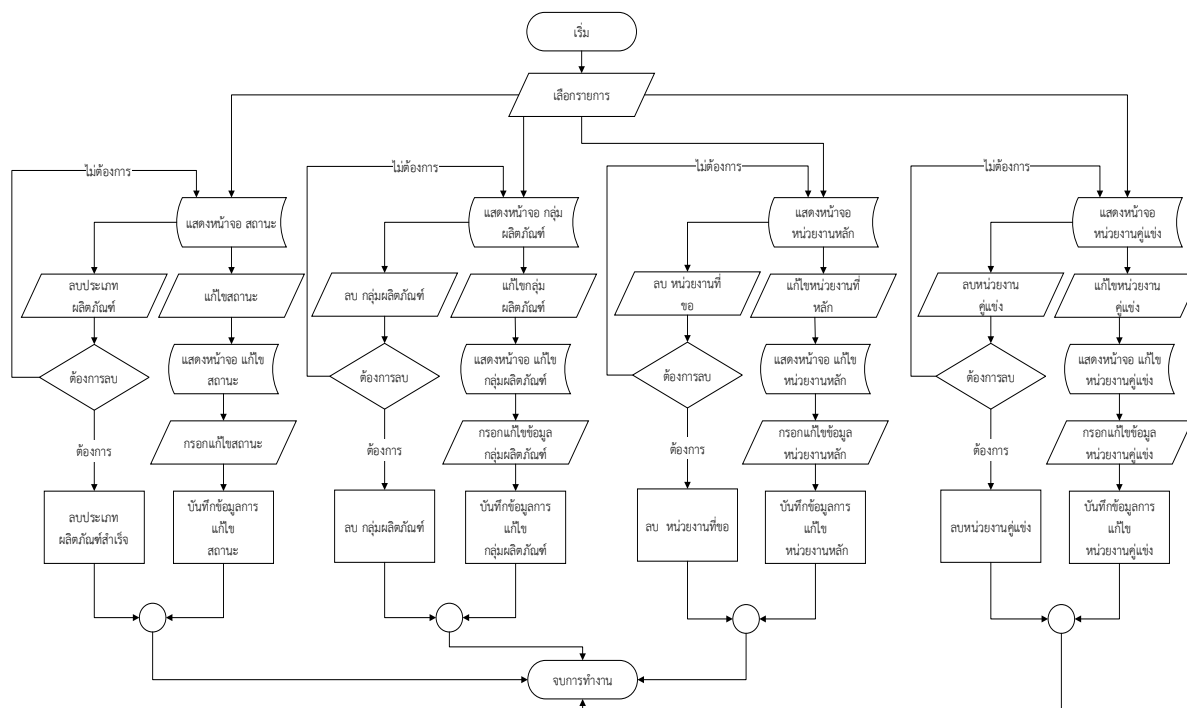 เริ่ม
เลือกรายการ
ไม่ต้องการ
ไม่ต้องการ
ไม่ต้องการ
ไม่ต้องการ
แสดงหน้าจอ สถานะ
แสดงหน้าจอ กลุ่ม
ผลิตภัณฑ์
แสดงหน้าจอ
หน่วยงานหลัก
แสดงหน้าจอ
หน่วยงานคู่แข่ง
ลบประเภท
ผลิตภัณฑ์
แก้ไขสถานะ
ลบ กลุ่มผลิตภัณฑ์
แก้ไขกลุ่ม
ผลิตภัณฑ์
ลบ หน่วยงานที่
ขอ
แก้ไขหน่วยงานที่
หลัก
ลบหน่วยงาน
คู่แข่ง
แก้ไขหน่วยงาน
คู่แข่ง
ต้องการลบ
แสดงหน้าจอ แก้ไข
สถานะ
ต้องการลบ
แสดงหน้าจอ แก้ไข
กลุ่มผลิตภัณฑ์
ต้องการลบ
แสดงหน้าจอ แก้ไข
หน่วยงานหลัก
ต้องการลบ
แสดงหน้าจอ แก้ไข
หน่วยงานคู่แข่ง
ต้องการ
กรอกแก้ไขสถานะ
ต้องการ
กรอกแก้ไขข้อมูล
กลุ่มผลิตภัณฑ์
ต้องการ
กรอกแก้ไขข้อมูล
หน่วยงานหลัก
ต้องการ
กรอกแก้ไขข้อมูล
หน่วยงานคู่แข่ง
ลบประเภท
ผลิตภัณฑ์สำเร็จ
บันทึกข้อมูลการ
แก้ไข
สถานะ
ลบ กลุ่มผลิตภัณฑ์
บันทึกข้อมูลการ
แก้ไข
กลุ่มผลิตภัณฑ์
ลบ หน่วยงานที่ขอ
บันทึกข้อมูลการ
แก้ไข
หน่วยงานหลัก
ลบหน่วยงานคู่แข่ง
บันทึกข้อมูลการ
แก้ไข
หน่วยงานคู่แข่ง
จบการทำงาน